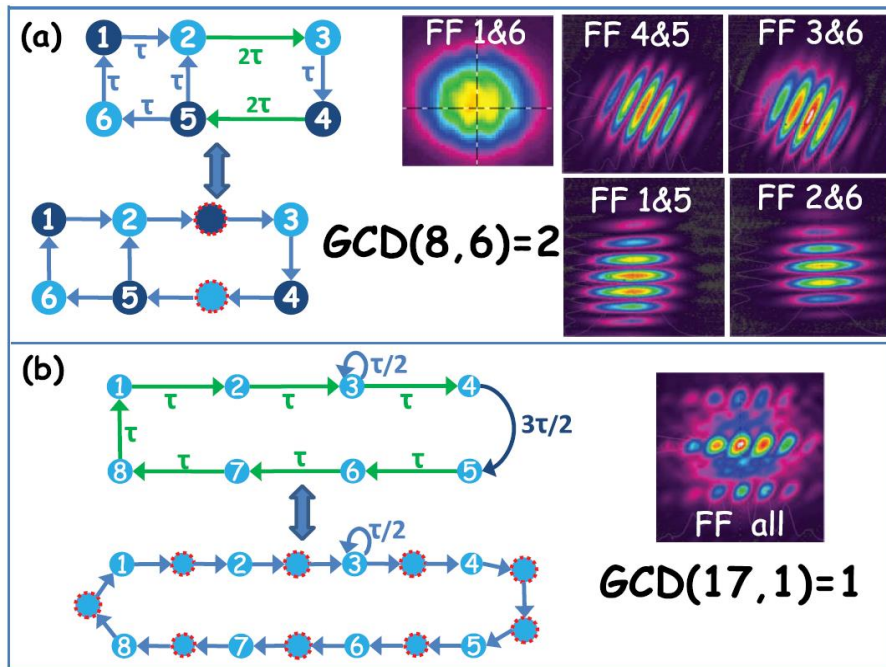 (a)
1 2 3
τ 2τ
τ τ τ
τ 2τ
6 5 4
1 2 3
6 5 4
FF 1&6 FF 4&5 FF 3&6
FF 1&5 FF 2&6
GCD(8,6)=2
(b)
τ/2
1 2 3 4
τ τ τ
τ 3τ/2
τ τ τ
8 7 6 5
τ/2
1 2 3 4
8 7 6 5
FF all
GCD(17,1)=1